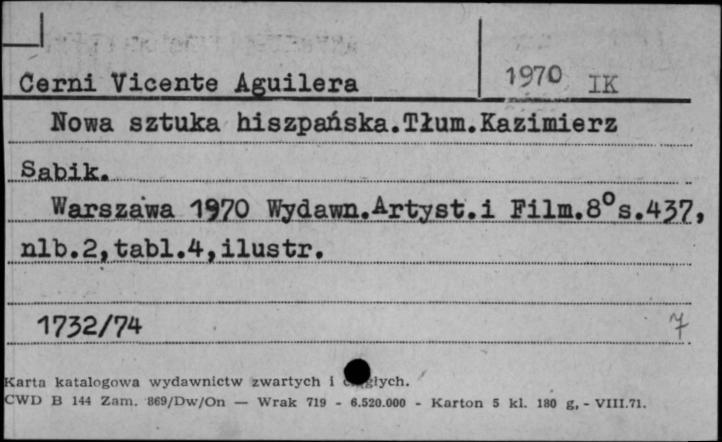 Cerni Vicente Aguilera 1970 IK
Nowa sztuka hiszpańska.Tłum.Kazimierz
Sabik.
Warszawa 1970 Wydawn.Artyst.i Film.8° s.437,
nlb.2,tabl.4,ilustr.
1732/74 7
Karta katalogowa wydawnictw zwartych i
CWD B 144 Zam. 869/Dw/On — Wrak 719 - 6.520.000 - Karton 5 kl. 180 g, - VIII.71.